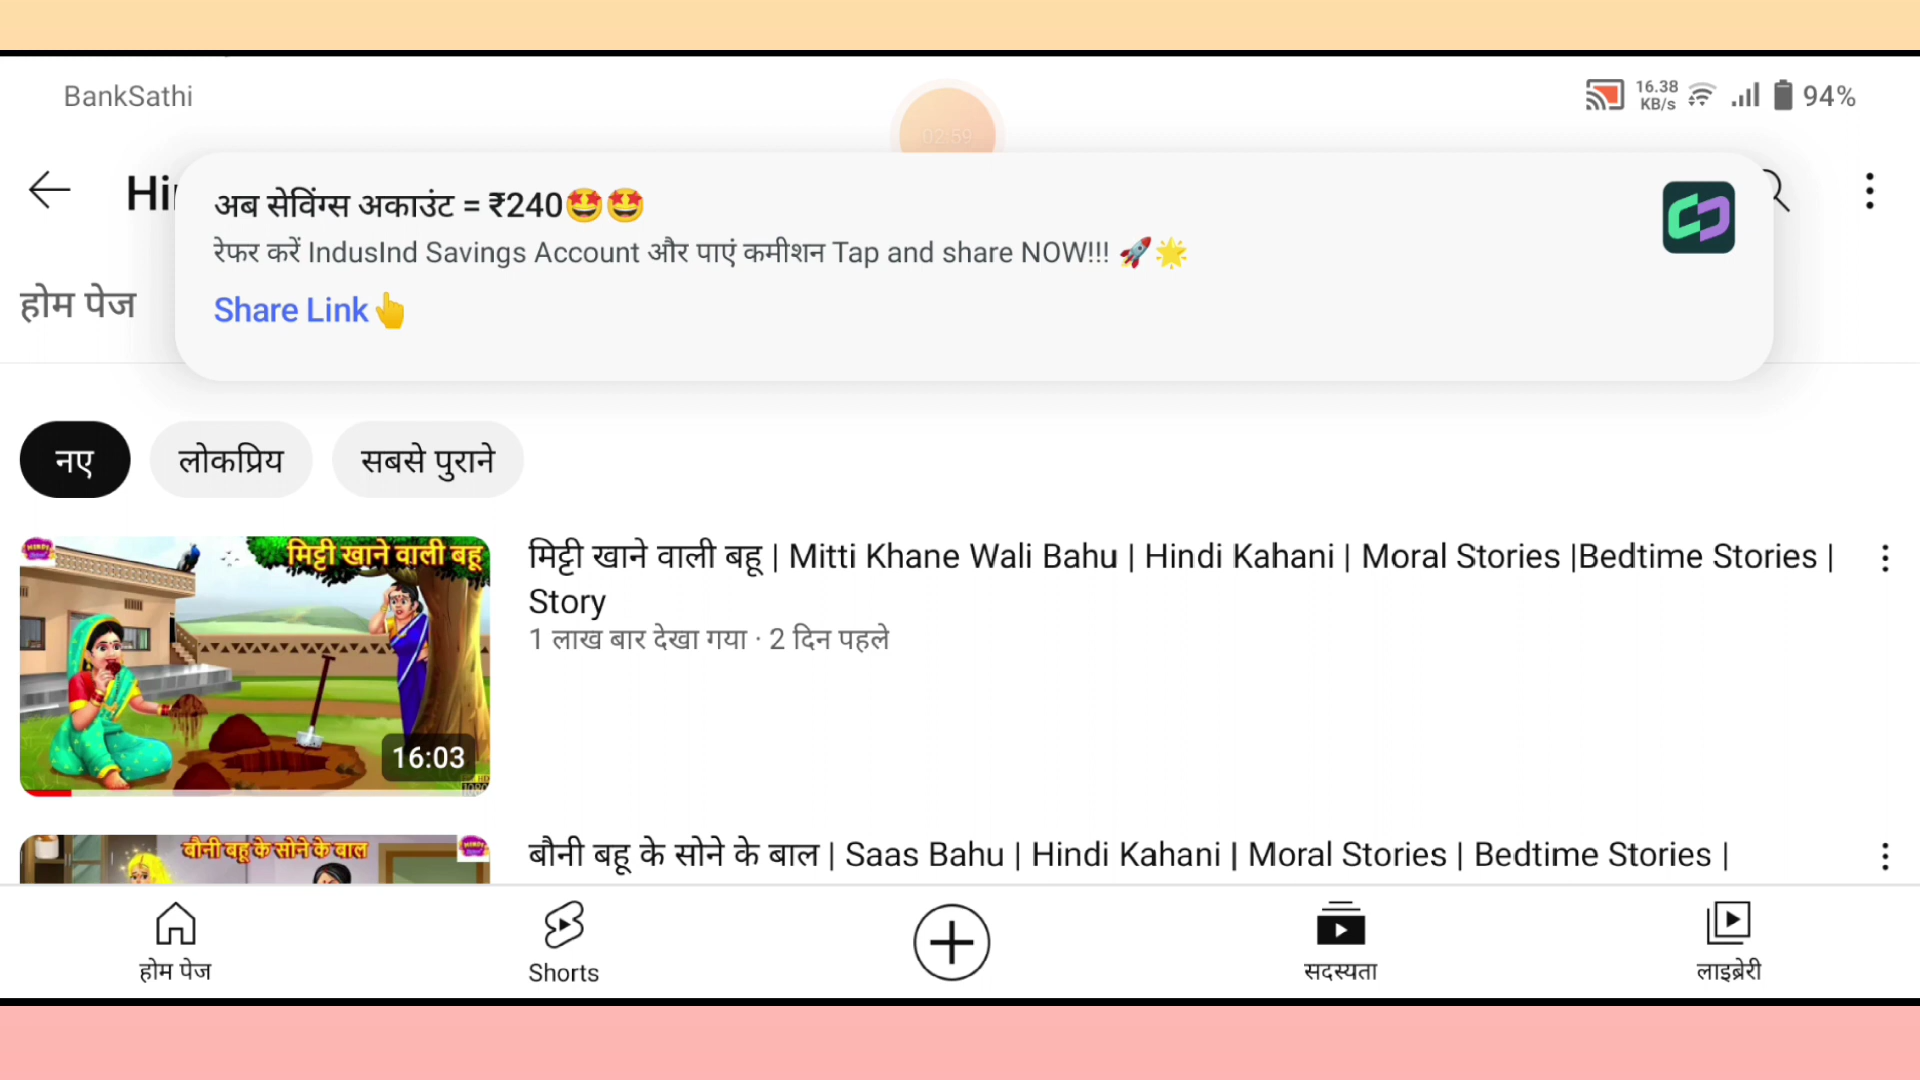 BankSathi
16.38
KB/s
94%
02:59
अब सेविंग्स अकाउंट = ₹240🤩🤩
रेफर करें IndusInd Savings Account और पाएं कमीशन Tap and share NOW!!! 🚀🌟
Share Link👆
होम पेज
नए
लोकप्रिय
सबसे पुराने
मिट्टी खाने वाली बहू
16:03
मिट्टी खाने वाली बहू | Mitti Khane Wali Bahu | Hindi Kahani | Moral Stories |Bedtime Stories |
Story
1 लाख बार देखा गया · 2 दिन पहले
बौनी बहू के सोने के बाल
बौनी बहू के सोने के बाल | Saas Bahu | Hindi Kahani | Moral Stories | Bedtime Stories |
होम पेज
Shorts
सदस्यता
लाइब्रेरी